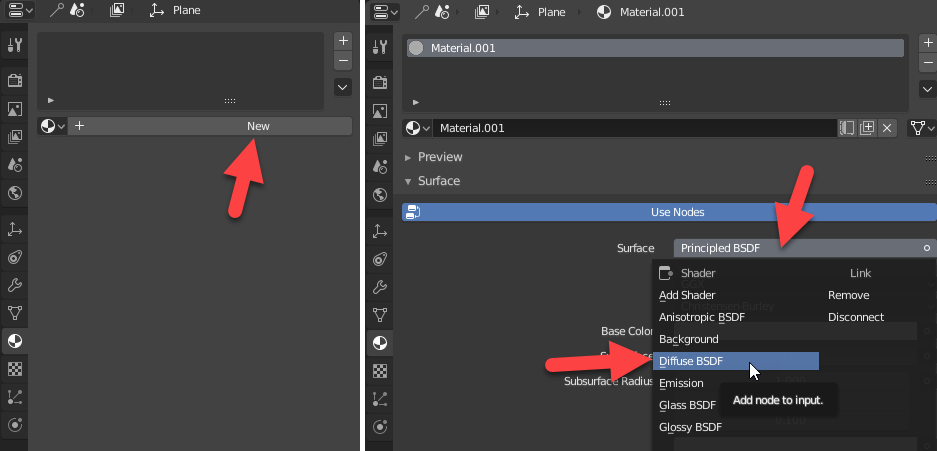 Plane
New
Plane Material.001
Material.001
Material.001
Preview
Surface
Use Nodes
Surface Principled BSDF
Shader Link
Add Shader Remove
Anisotropic BSDF Disconnect
Base Color
Background
Diffuse BSDF
Subsurface Radius
Emission
Add node to input.
Glass BSDF
Glossy BSDF